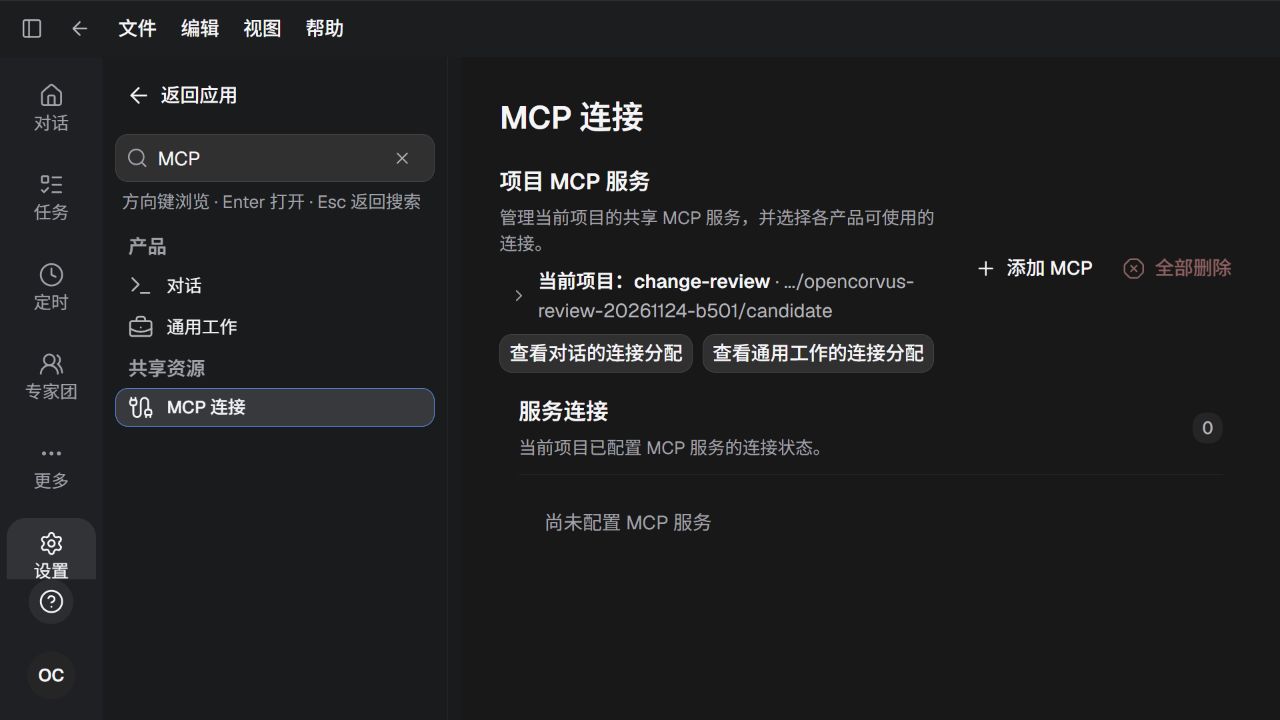 文件 编辑 视图 帮助
对话
任务
定时
专家团
更多
设置
OC
返回应用
MCP
方向键浏览 · Enter 打开 · Esc 返回搜索
产品
对话
通用工作
共享资源
MCP 连接
MCP 连接
项目 MCP 服务
管理当前项目的共享 MCP 服务，并选择各产品可使用的
连接。
当前项目：change-review · .../opencorvus-
review-20261124-b501/candidate
添加 MCP 全部删除
查看对话的连接分配 查看通用工作的连接分配
服务连接
当前项目已配置 MCP 服务的连接状态。
0
尚未配置 MCP 服务